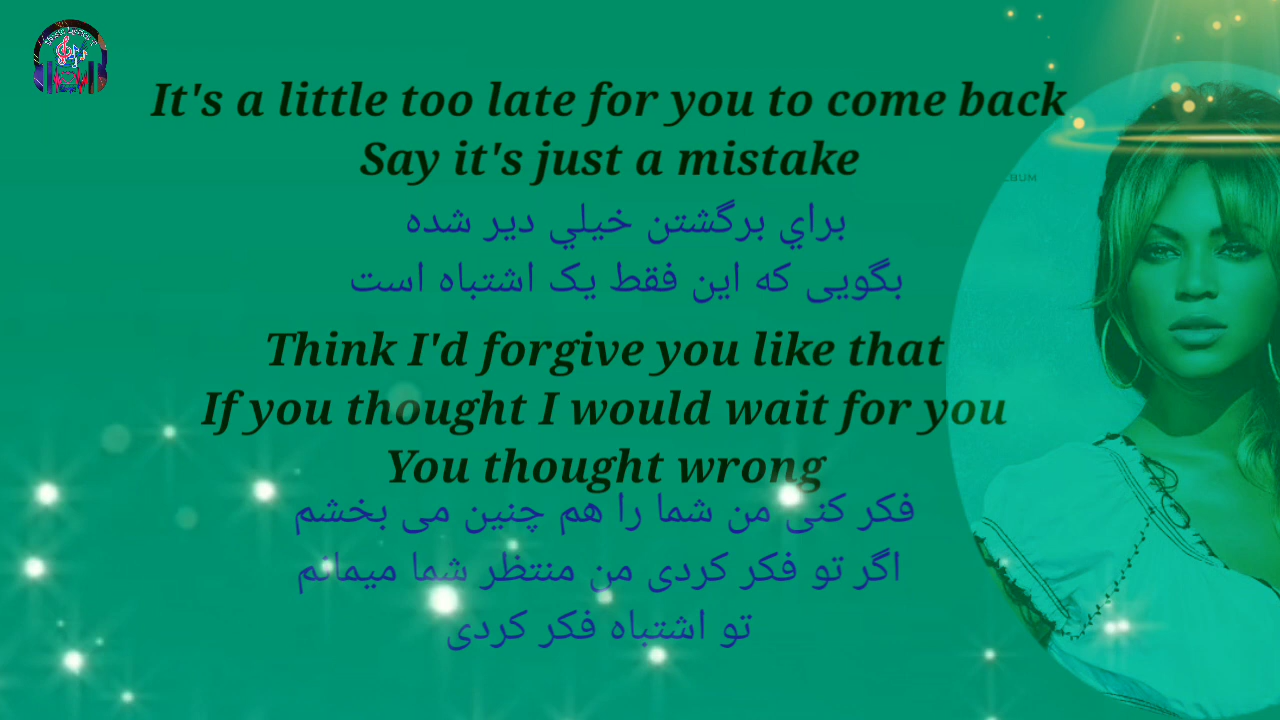 It's a little too late for you to come back
Say it's just a mistake
براي برگشتن خيلي دير شده
بگویی که این فقط یک اشتباه است
Think I'd forgive you like that
If you thought I would wait for you
You thought wrong
فکر کنی من شما را هم چنین می بخشم
اگر تو فکر کردی من منتظر شما میمانم
تو اشتباه فکر کردی